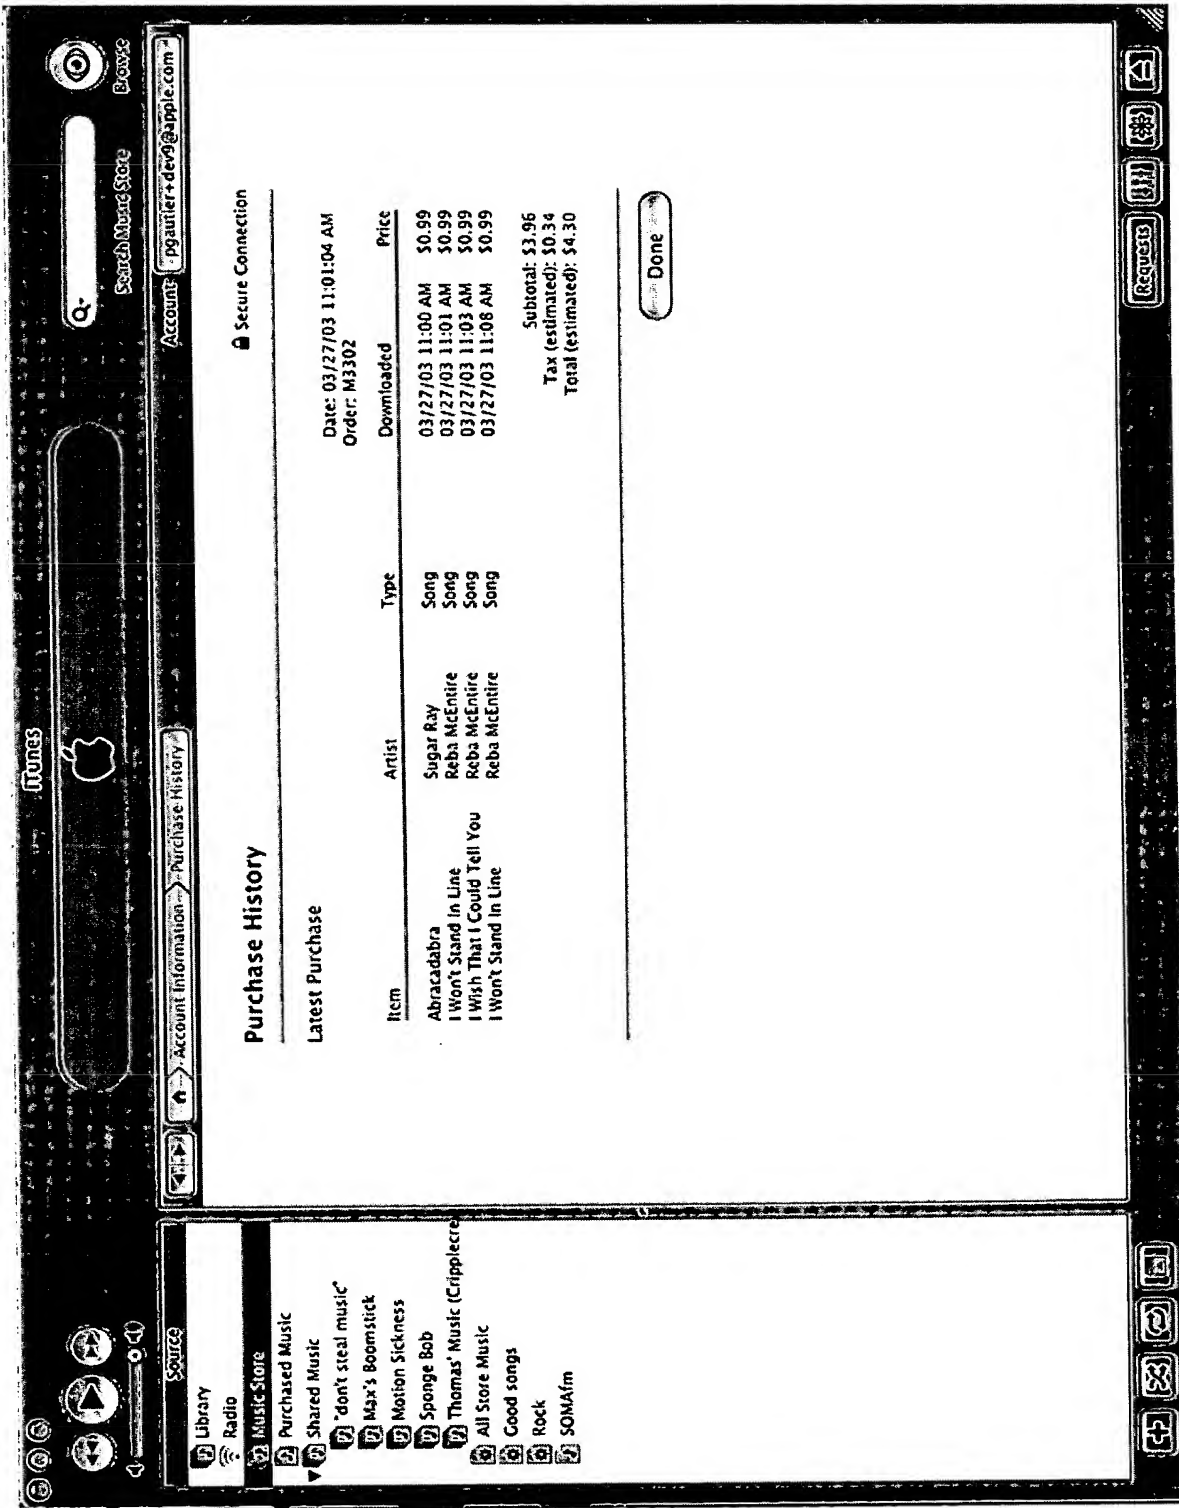 iTunes
Search Music Store
Browse
Source
Account Information
Purchase History
Account:
pgautier+dev9@apple.com
Library
Radio
Music Store
Purchased Music
Shared Music
"don't steal music"
Max's Boomstick
Motion Sickness
Sponge Bob
Thomas' Music (Cripplecre
All Store Music
Good songs
Rock
SOMAfm
Purchase History
Secure Connection
Latest Purchase
Date: 03/27/03 11:01:04 AM
Order: M3302
Item Artist Type Downloaded Price
Abracadabra Sugar Ray Song 03/27/03 11:00 AM $0.99
I Won't Stand In Line Reba McEntire Song 03/27/03 11:01 AM $0.99
I Wish That I Could Tell You Reba McEntire Song 03/27/03 11:03 AM $0.99
I Won't Stand In Line Reba McEntire Song 03/27/03 11:08 AM $0.99
Subtotal: $3.96
Tax (estimated): $0.34
Total (estimated): $4.30
Done
Requests